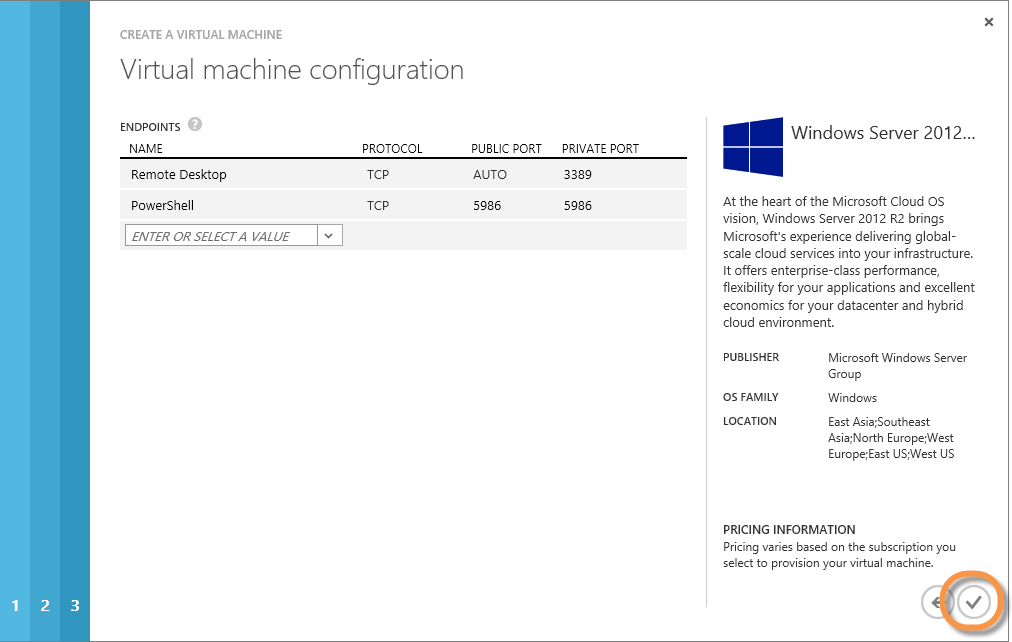 CREATE A VIRTUAL MACHINE
Virtual machine configuration
ENDPOINTS ?
NAME PROTOCOL PUBLIC PORT PRIVATE PORT
Remote Desktop TCP AUTO 3389
PowerShell TCP 5986 5986
ENTER OR SELECT A VALUE
Windows Server 2012...
At the heart of the Microsoft Cloud OS
vision, Windows Server 2012 R2 brings
Microsoft's experience delivering global-
scale cloud services into your infrastructure.
It offers enterprise-class performance,
flexibility for your applications and excellent
economics for your datacenter and hybrid
cloud environment.
PUBLISHER Microsoft Windows Server
Group
OS FAMILY Windows
LOCATION East Asia;Southeast
Asia;North Europe;West
Europe;East US;West US
PRICING INFORMATION
Pricing varies based on the subscription you
select to provision your virtual machine.
1 2 3